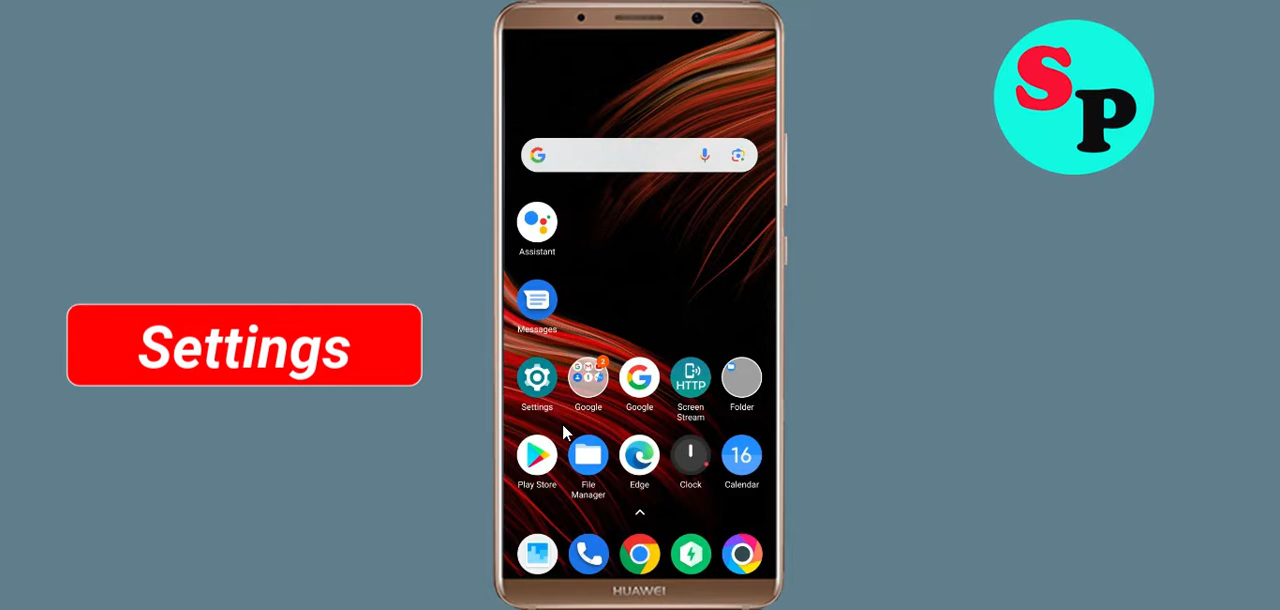 SP
Assistant
Messages
Settings
Settings
Google
Google
Screen
Stream
HTTP
Folder
Play Store
File
Manager
Edge
Clock
16
Calendar
2
HUAWEI